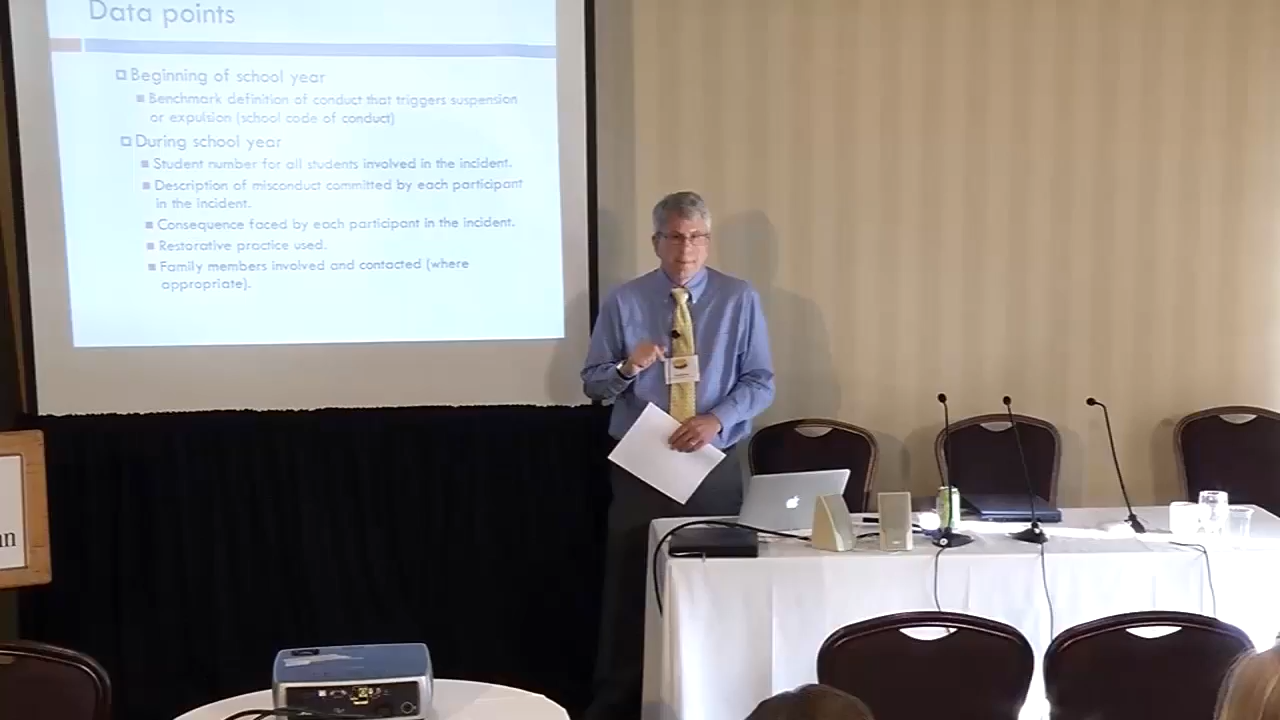 Data points
Beginning of school year
Benchmark definition of conduct that triggers suspension
or expulsion (school code of conduct)
During school year
Student number for all students involved in the incident.
Description of misconduct committed by each participant
in the incident.
Consequence faced by each participant in the incident.
Restorative practice used.
Family members involved and contacted (where
appropriate).